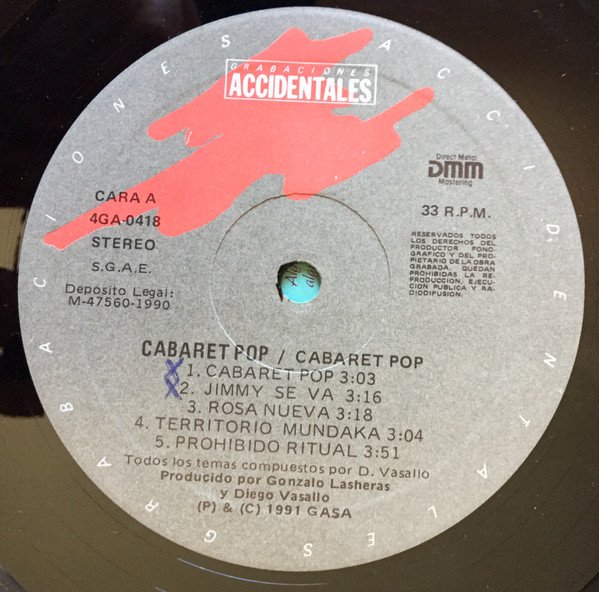 GRABACIONES ACCIDENTALES
GRABACIONES
ACCIDENTALES
CARA A
4GA-0418
STEREO
S.G.A.E.
Depósito Legal:
M-47560-1990
Direct Metal
DMM
Mastering
33 R.P.M.
RESERVADOS TODOS
LOS DERECHOS DEL
PRODUCTOR FONO-
GRAFICO Y DEL PRO-
PIETARIO DE LA OBRA
GRABADA. QUEDAN
PROHIBIDAS LA RE-
PRODUCCION, EJECU-
CION PUBLICA Y RA-
DIODIFUSION.
CABARET POP / CABARET POP
1. CABARET POP 3:03
2. JIMMY SE VA 3:16
3. ROSA NUEVA 3:18
4. TERRITORIO MUNDAKA 3:04
5. PROHIBIDO RITUAL 3:51
Todos los temas compuestos por D. Vasallo
Producido por Gonzalo Lasheras
y Diego Vasallo
(P) & (C) 1991 GASA